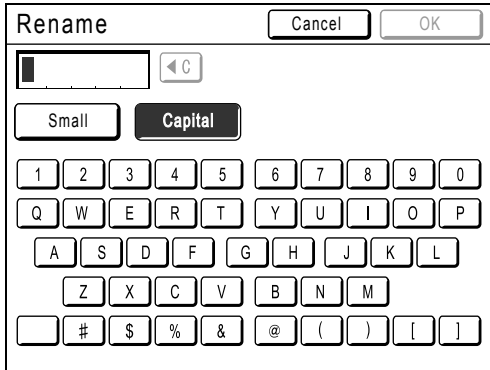 Rename Cancel OK
◀ C
Small Capital
1 2 3 4 5 6 7 8 9 0
Q W E R T Y U I O P
A S D F G H J K L
Z X C V B N M
# $ % & @ ( ) [ ]